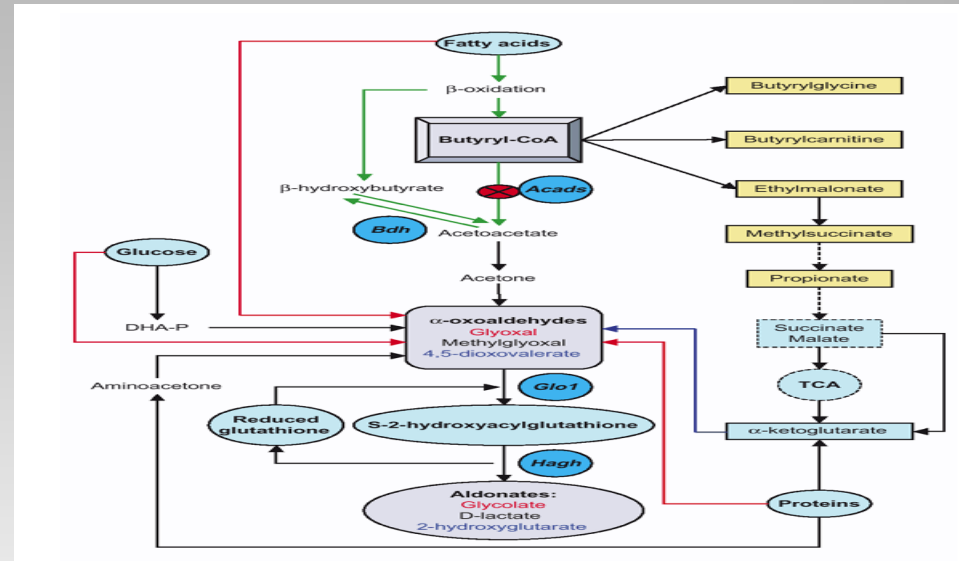 Fatty acids
β-oxidation
Butyryl-CoA
Butyrylglycine
Butyrylcarnitine
Ethylmalonate
β-hydroxybutyrate
Acads
Bdh
Acetoacetate
Methylsuccinate
Glucose
Acetone
Propionate
DHA-P
α-oxoaldehydes
Glyoxal
Methylglyoxal
4,5-dioxovalerate
Succinate
Malate
Aminoacetone
Glo1
TCA
Reduced
glutathione
S-2-hydroxyacylglutathione
α-ketoglutarate
Hagh
Aldonates:
Glycolate
D-lactate
2-hydroxyglutarate
Proteins